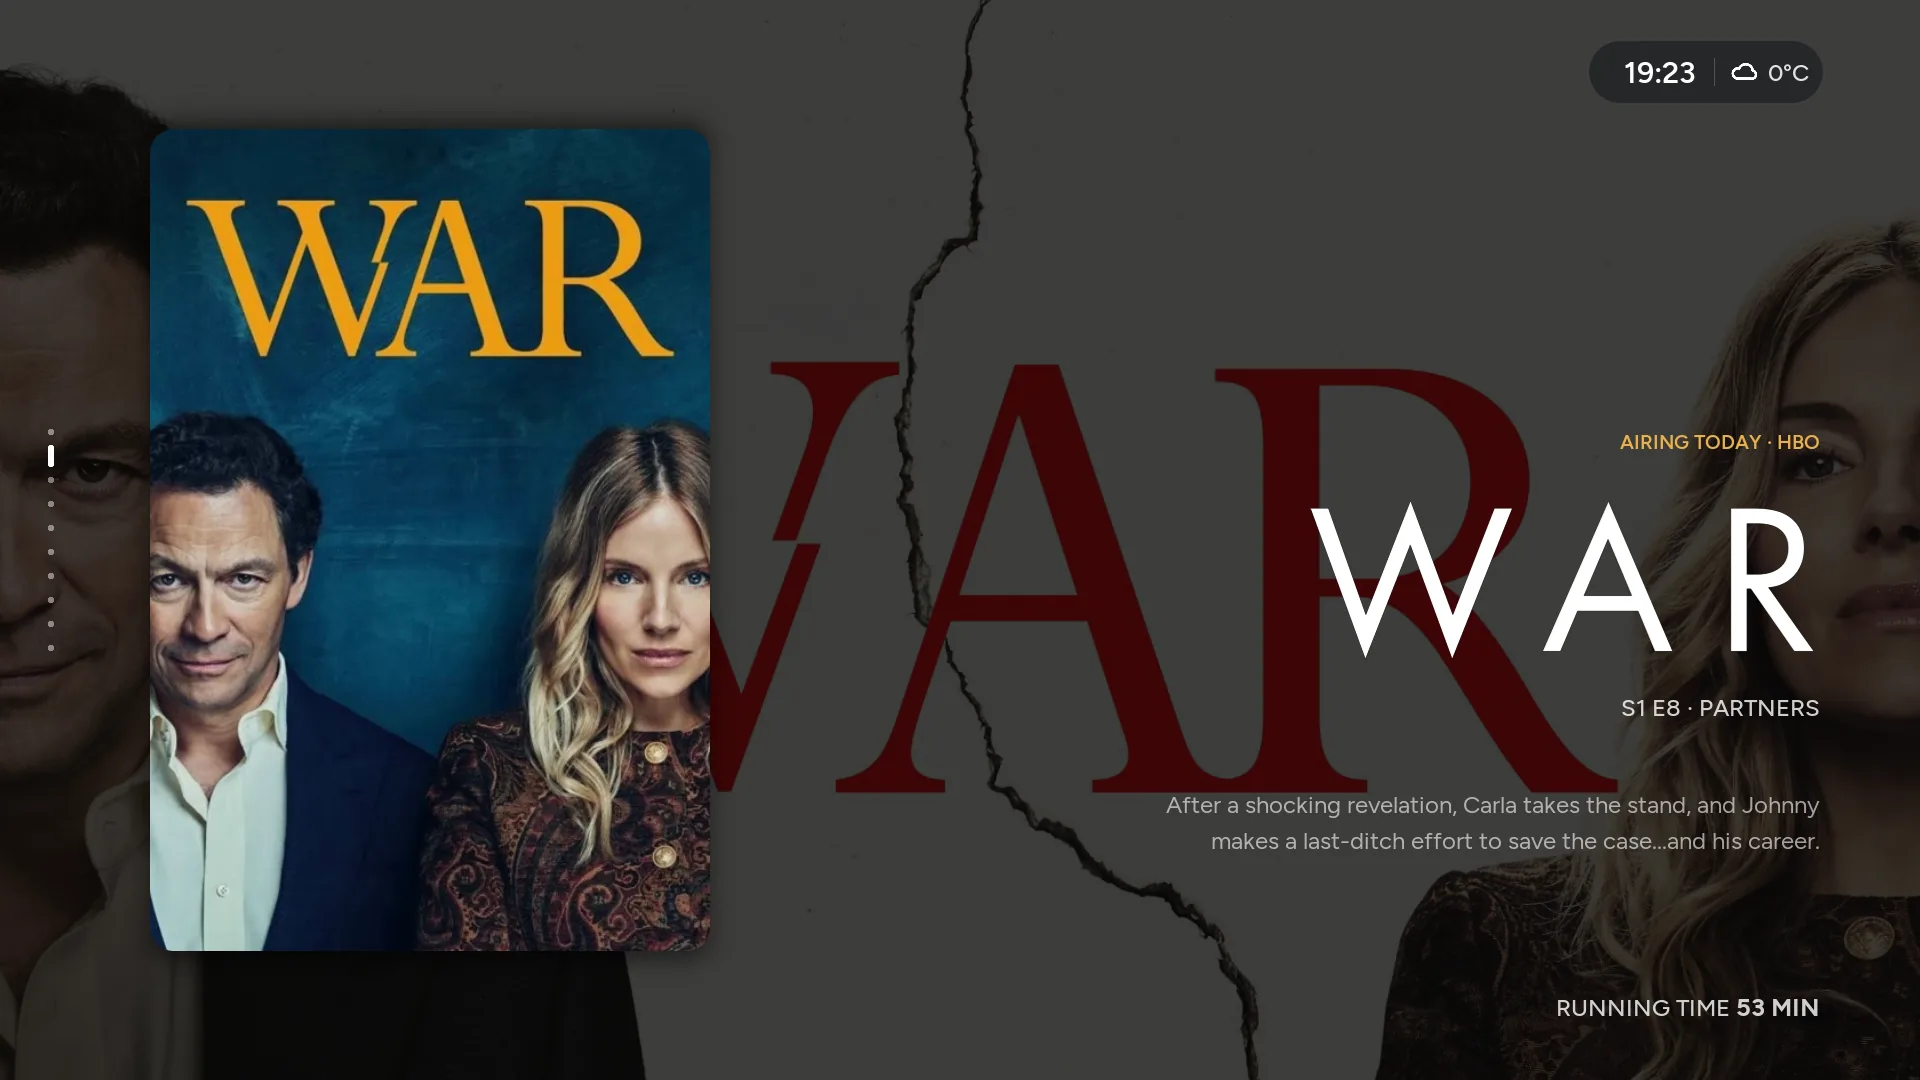 19:23
0°C
WAR
WAR
AIRING TODAY · HBO
WAR
S1 E8 · PARTNERS
After a shocking revelation, Carla takes the stand, and Johnny
makes a last-ditch effort to save the case...and his career.
RUNNING TIME 53 MIN